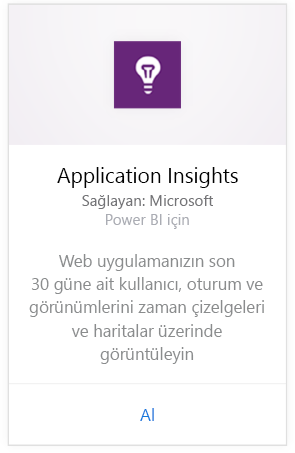 Application Insights
Sağlayan: Microsoft
Power BI için
Web uygulamanızın son
30 güne ait kullanıcı, oturum ve
görünümlerini zaman çizelgeleri
ve haritalar üzerinde
görüntüleyin
Al